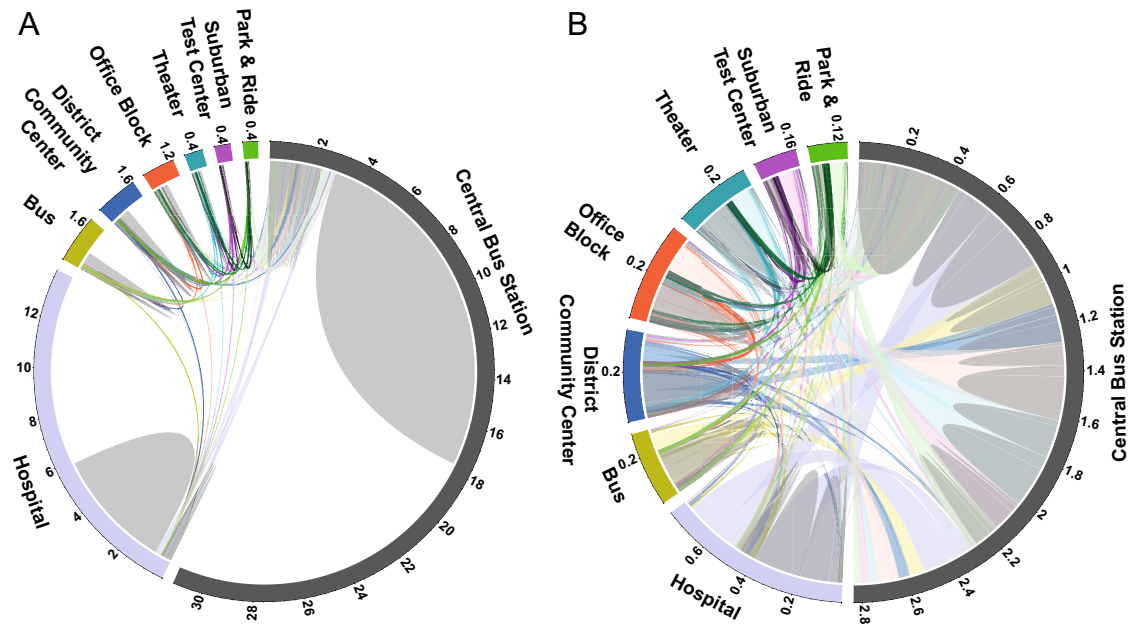 A
Park & Ride
Suburban
Test Center
Theater
Office Block
District
Community
Center
Bus
Hospital
Central Bus Station
0.4
0.4
0.4
1.2
1.6
1.6
12
10
8
6
4
2
2
4
6
8
10
12
14
16
18
20
22
24
26
28
30
B
Park &
Ride
Suburban
Test Center
Theater
Office
Block
District
Community Center
Bus
Hospital
Central Bus Station
0.12
0.16
0.2
0.2
0.2
0.2
0.6
0.4
0.2
0.2
0.4
0.6
0.8
1
1.2
1.4
1.6
1.8
2
2.2
2.4
2.6
2.8